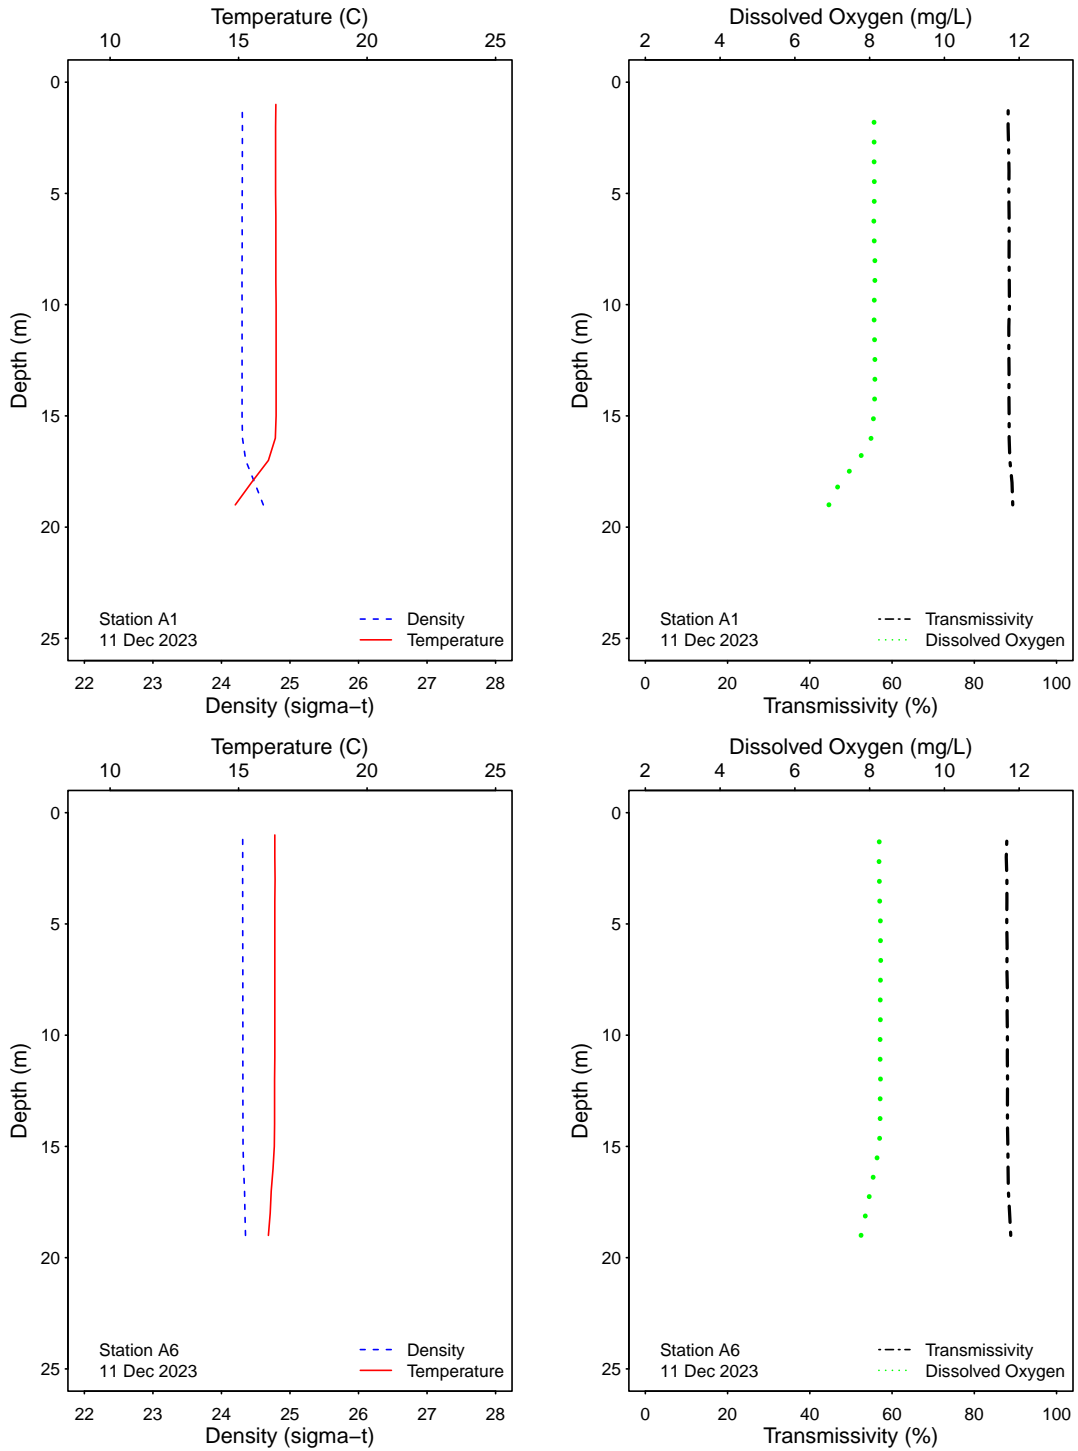 Temperature (C)
10 15 20 25
0
5
10
15
20
25
Depth (m)
Station A1
11 Dec 2023
Density
Temperature
22 23 24 25 26 27 28
Density (sigma−t)
Dissolved Oxygen (mg/L)
2 4 6 8 10 12
0
5
10
15
20
25
Depth (m)
Station A1
11 Dec 2023
Transmissivity
Dissolved Oxygen
0 20 40 60 80 100
Transmissivity (%)
Temperature (C)
10 15 20 25
0
5
10
15
20
25
Depth (m)
Station A6
11 Dec 2023
Density
Temperature
22 23 24 25 26 27 28
Density (sigma−t)
Dissolved Oxygen (mg/L)
2 4 6 8 10 12
0
5
10
15
20
25
Depth (m)
Station A6
11 Dec 2023
Transmissivity
Dissolved Oxygen
0 20 40 60 80 100
Transmissivity (%)